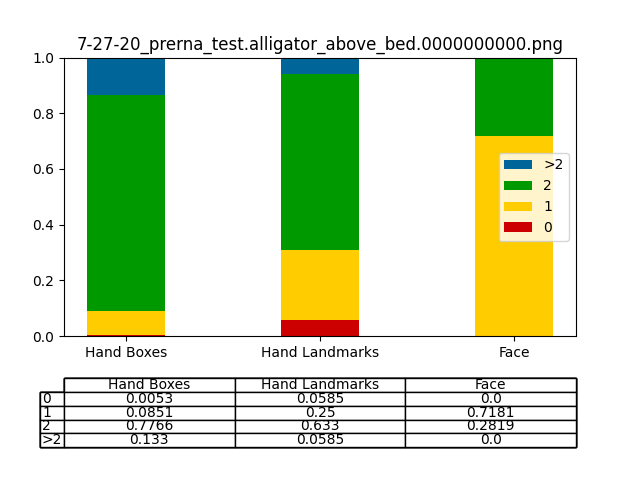 7-27-20_prerna_test.alligator_above_bed.0000000000.png
1.0
0.8
0.6
0.4
0.2
0.0
>2
2
1
0
Hand Boxes Hand Landmarks Face
Hand Boxes Hand Landmarks Face
0 0.0053 0.0585 0.0
1 0.0851 0.25 0.7181
2 0.7766 0.633 0.2819
>2 0.133 0.0585 0.0